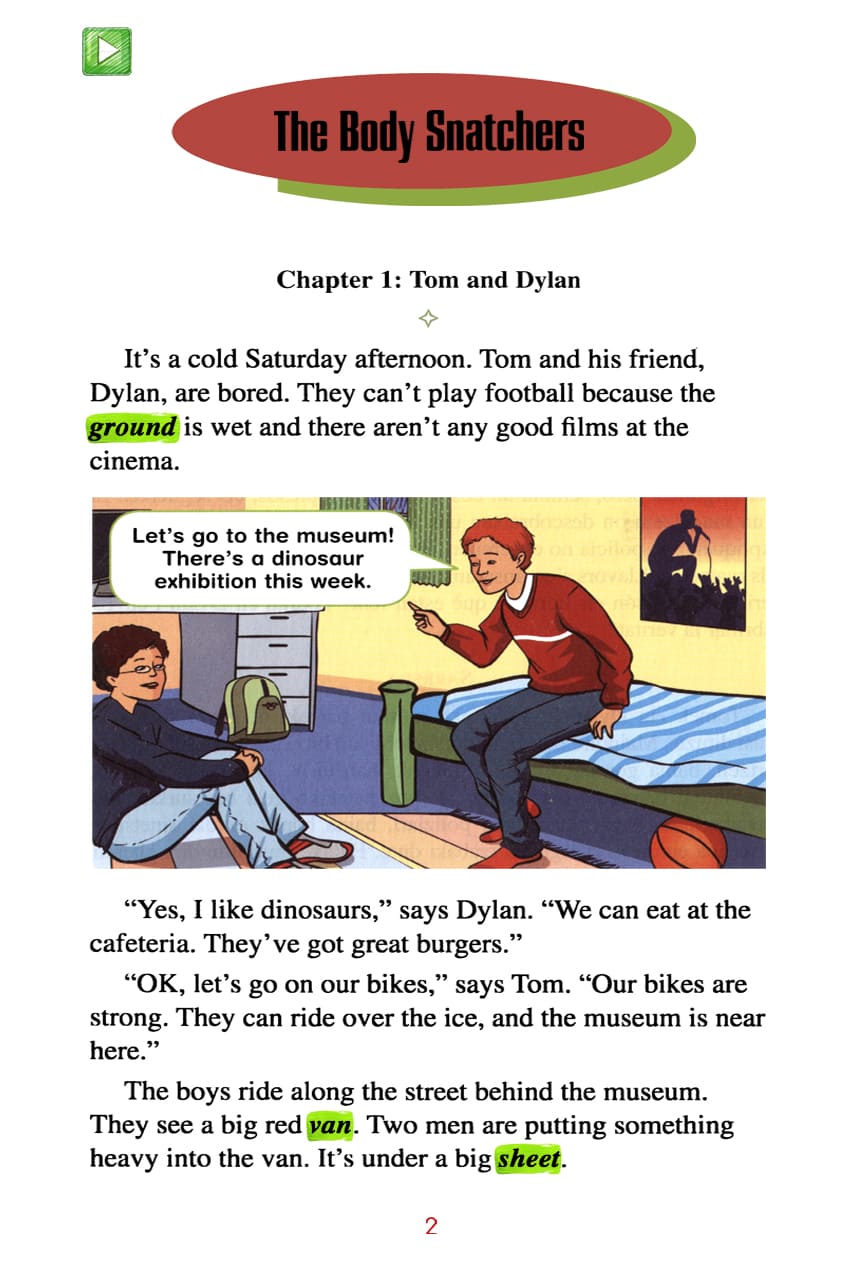 The Body Snatchers
Chapter 1: Tom and Dylan
It’s a cold Saturday afternoon. Tom and his friend,
Dylan, are bored. They can’t play football because the
ground is wet and there aren’t any good films at the
cinema.
Let’s go to the museum!
There’s a dinosaur
exhibition this week.
“Yes, I like dinosaurs,” says Dylan. “We can eat at the
cafeteria. They’ve got great burgers.”
“OK, let’s go on our bikes,” says Tom. “Our bikes are
strong. They can ride over the ice, and the museum is near
here.”
The boys ride along the street behind the museum.
They see a big red van. Two men are putting something
heavy into the van. It’s under a big sheet.
2